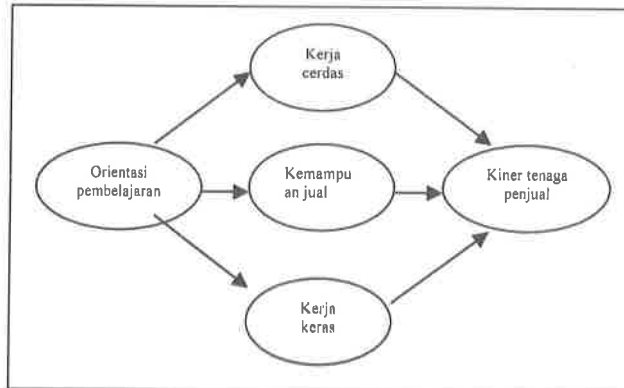 Kerja
cerdas
Orientasi
pembelajaran
Kemampu
an jual
Kiner tenaga
penjual
Kerja
keras